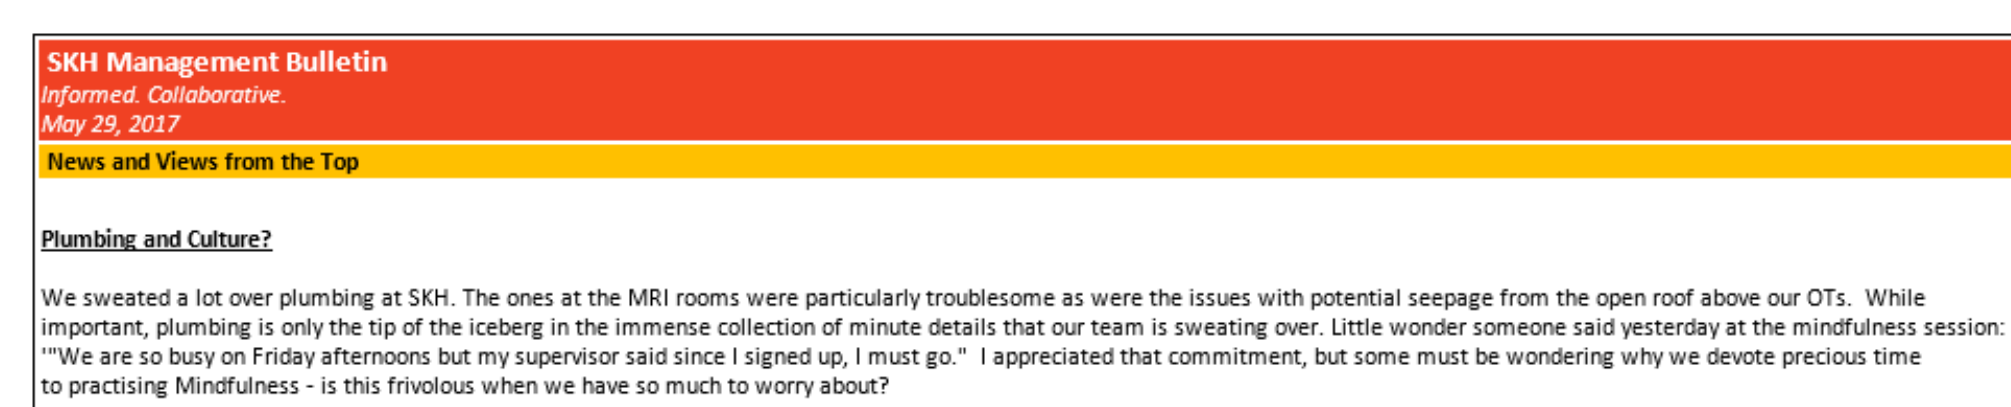 SKH Management Bulletin
Informed. Collaborative.
May 29, 2017
News and Views from the Top
Plumbing and Culture?
We sweated a lot over plumbing at SKH. The ones at the MRI rooms were particularly troublesome as were the issues with potential seepage from the open roof above our OTs.  While
important, plumbing is only the tip of the iceberg in the immense collection of minute details that our team is sweating over. Little wonder someone said yesterday at the mindfulness session:
'"We are so busy on Friday afternoons but my supervisor said since I signed up, I must go."  I appreciated that commitment, but some must be wondering why we devote precious time
to practising Mindfulness - is this frivolous when we have so much to worry about?